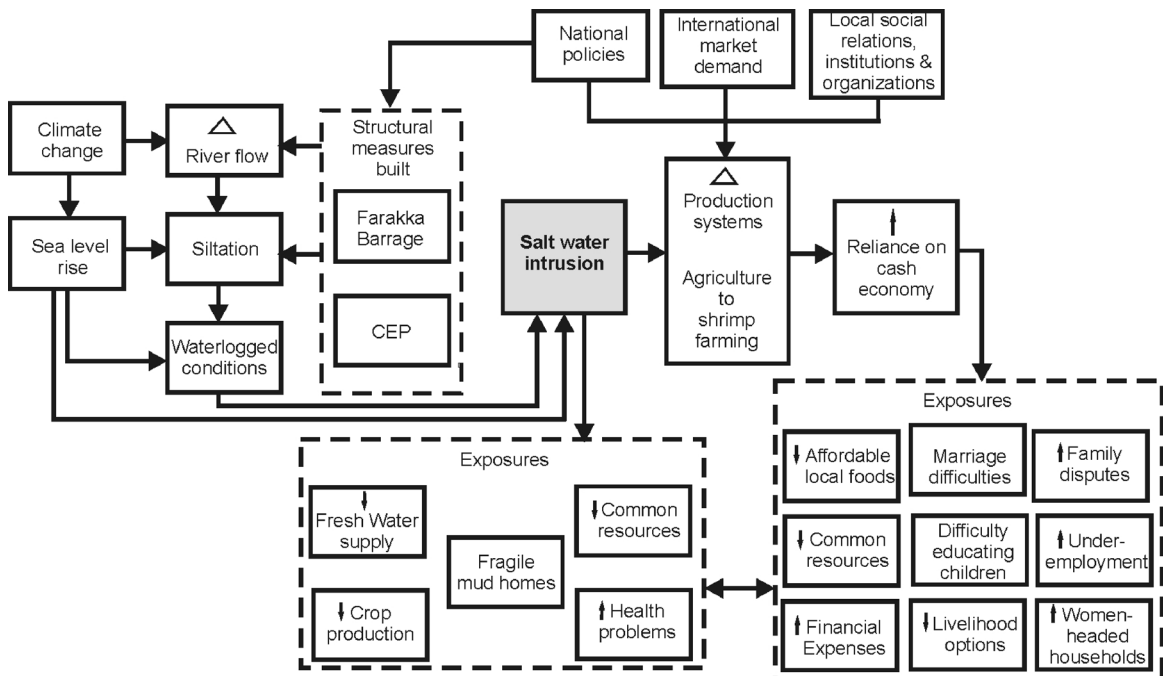 National
policies
International
market
demand
Local social
relations,
institutions &
organizations
Climate
change
River flow
Structural
measures
built
Production
systems
Agriculture
to
shrimp
farming
Farakka
Barrage
Salt water
intrusion
Reliance on
cash
economy
Sea level
rise
Siltation
CEP
Waterlogged
conditions
Exposures
Fresh Water
supply
Common
resources
Fragile
mud homes
Crop
production
Health
problems
Exposures
Affordable
local foods
Marriage
difficulties
Family
disputes
Common
resources
Difficulty
educating
children
Under-
employment
Financial
Expenses
Livelihood
options
Women-
headed
households